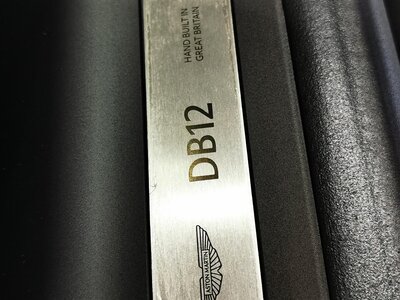 HAND BUILT IN
GREAT BRITAIN
DB12
ASTON MARTIN